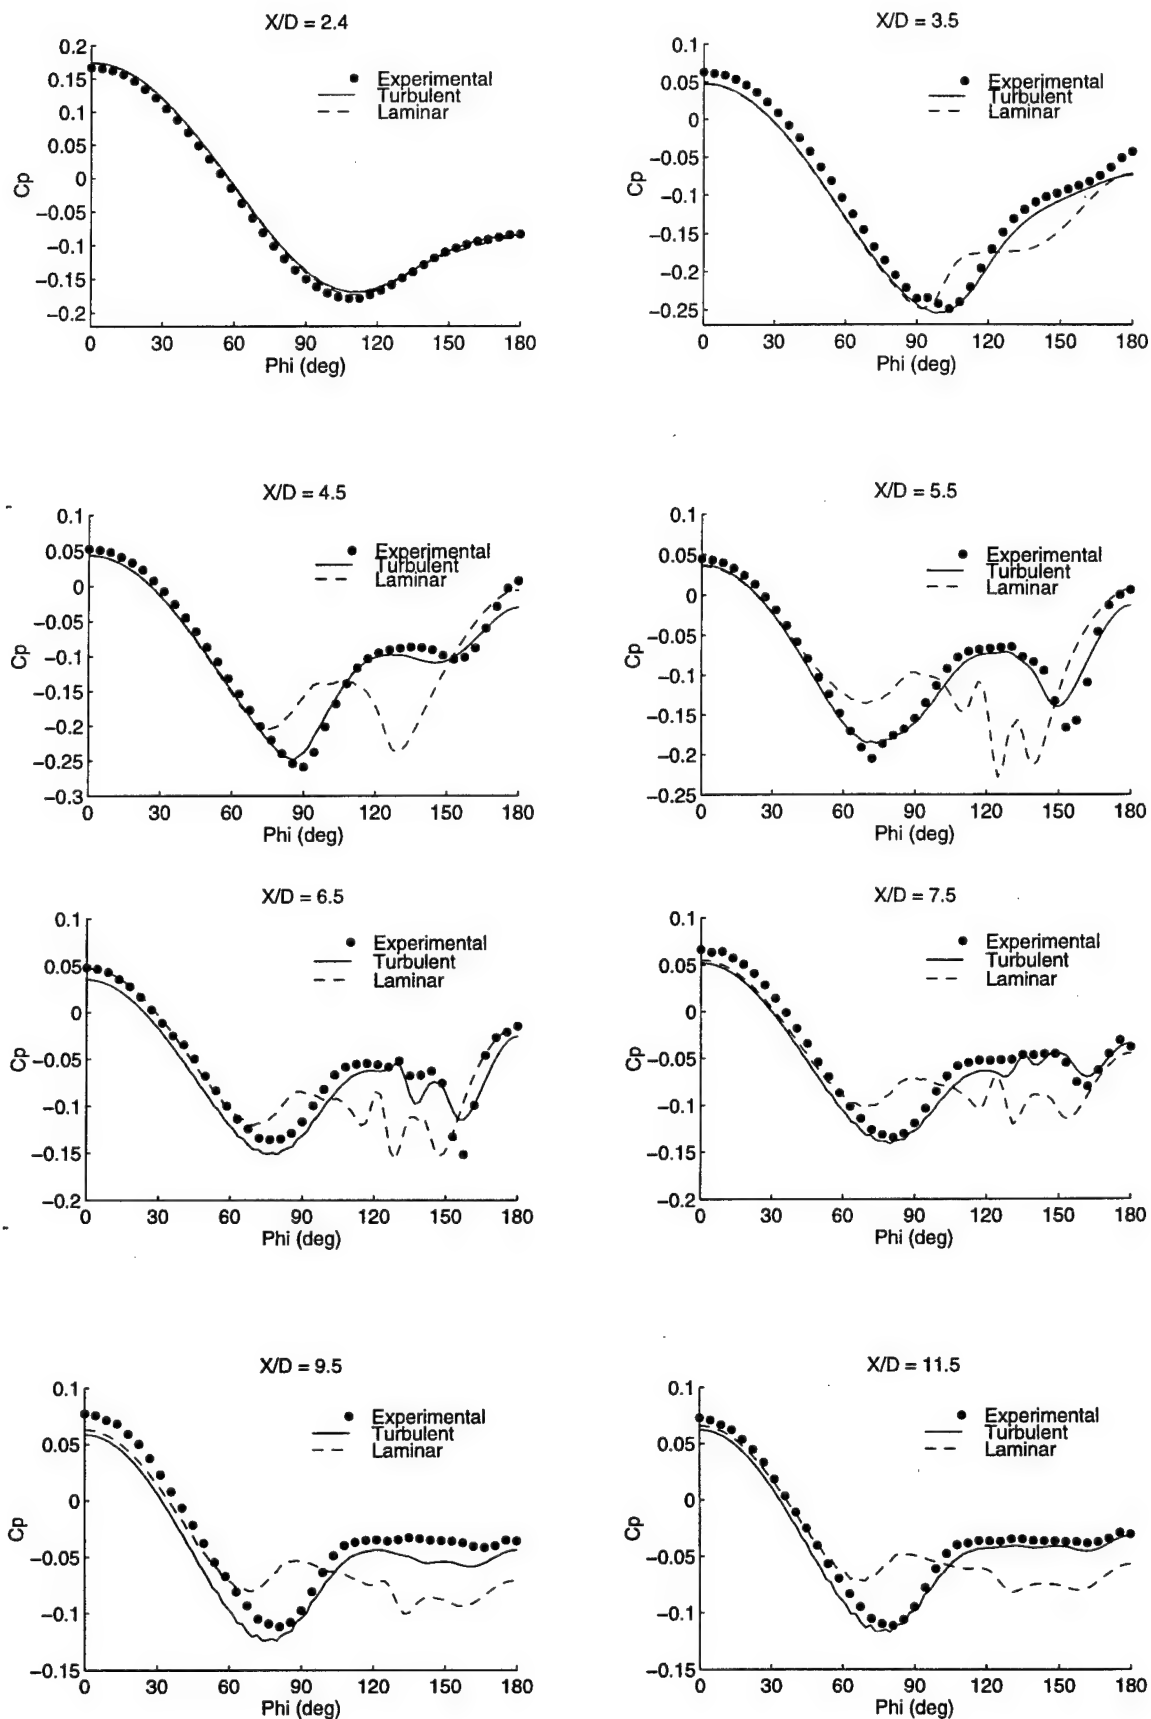 X/D = 2.4
0.2
0.15
0.1
0.05
0
−0.05
−0.1
−0.15
−0.2
Cp
Experimental
Turbulent
Laminar
0 30 60 90 120 150 180
Phi (deg)
X/D = 3.5
0.1
0.05
0
−0.05
−0.1
−0.15
−0.2
−0.25
Cp
Experimental
Turbulent
Laminar
0 30 60 90 120 150 180
Phi (deg)
X/D = 4.5
0.1
0.05
0
−0.05
−0.1
−0.15
−0.2
−0.25
−0.3
Cp
Experimental
Turbulent
Laminar
0 30 60 90 120 150 180
Phi (deg)
X/D = 5.5
0.1
0.05
0
−0.05
−0.1
−0.15
−0.2
−0.25
Cp
Experimental
Turbulent
Laminar
0 30 60 90 120 150 180
Phi (deg)
X/D = 6.5
0.1
0.05
0
−0.05
−0.1
−0.15
−0.2
Cp
Experimental
Turbulent
Laminar
0 30 60 90 120 150 180
Phi (deg)
X/D = 7.5
0.1
0.05
0
−0.05
−0.1
−0.15
−0.2
Cp
Experimental
Turbulent
Laminar
0 30 60 90 120 150 180
Phi (deg)
X/D = 9.5
0.1
0.05
0
−0.05
−0.1
−0.15
Cp
Experimental
Turbulent
Laminar
0 30 60 90 120 150 180
Phi (deg)
X/D = 11.5
0.1
0.05
0
−0.05
−0.1
−0.15
Cp
Experimental
Turbulent
Laminar
0 30 60 90 120 150 180
Phi (deg)